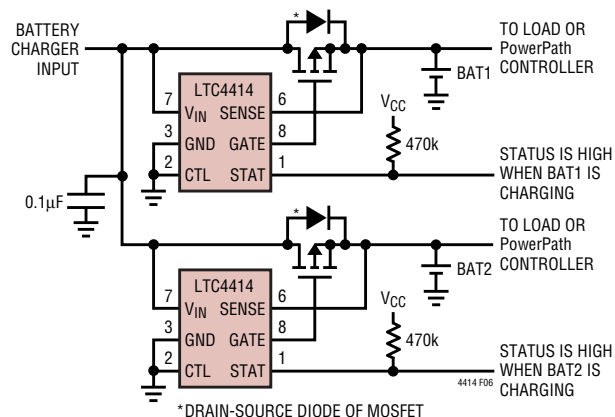 *
BATTERY
CHARGER
INPUT
TO LOAD OR
PowerPath
CONTROLLER
BAT1
LTC4414
7
VIN SENSE
6
VCC
3
GND GATE
8
470k
2
CTL STAT
1
STATUS IS HIGH
WHEN BAT1 IS
CHARGING
0.1µF
*
TO LOAD OR
PowerPath
CONTROLLER
BAT2
LTC4414
7
VIN SENSE
6
VCC
3
GND GATE
8
470k
2
CTL STAT
1
STATUS IS HIGH
WHEN BAT2 IS
CHARGING
4414 F06
*DRAIN-SOURCE DIODE OF MOSFET